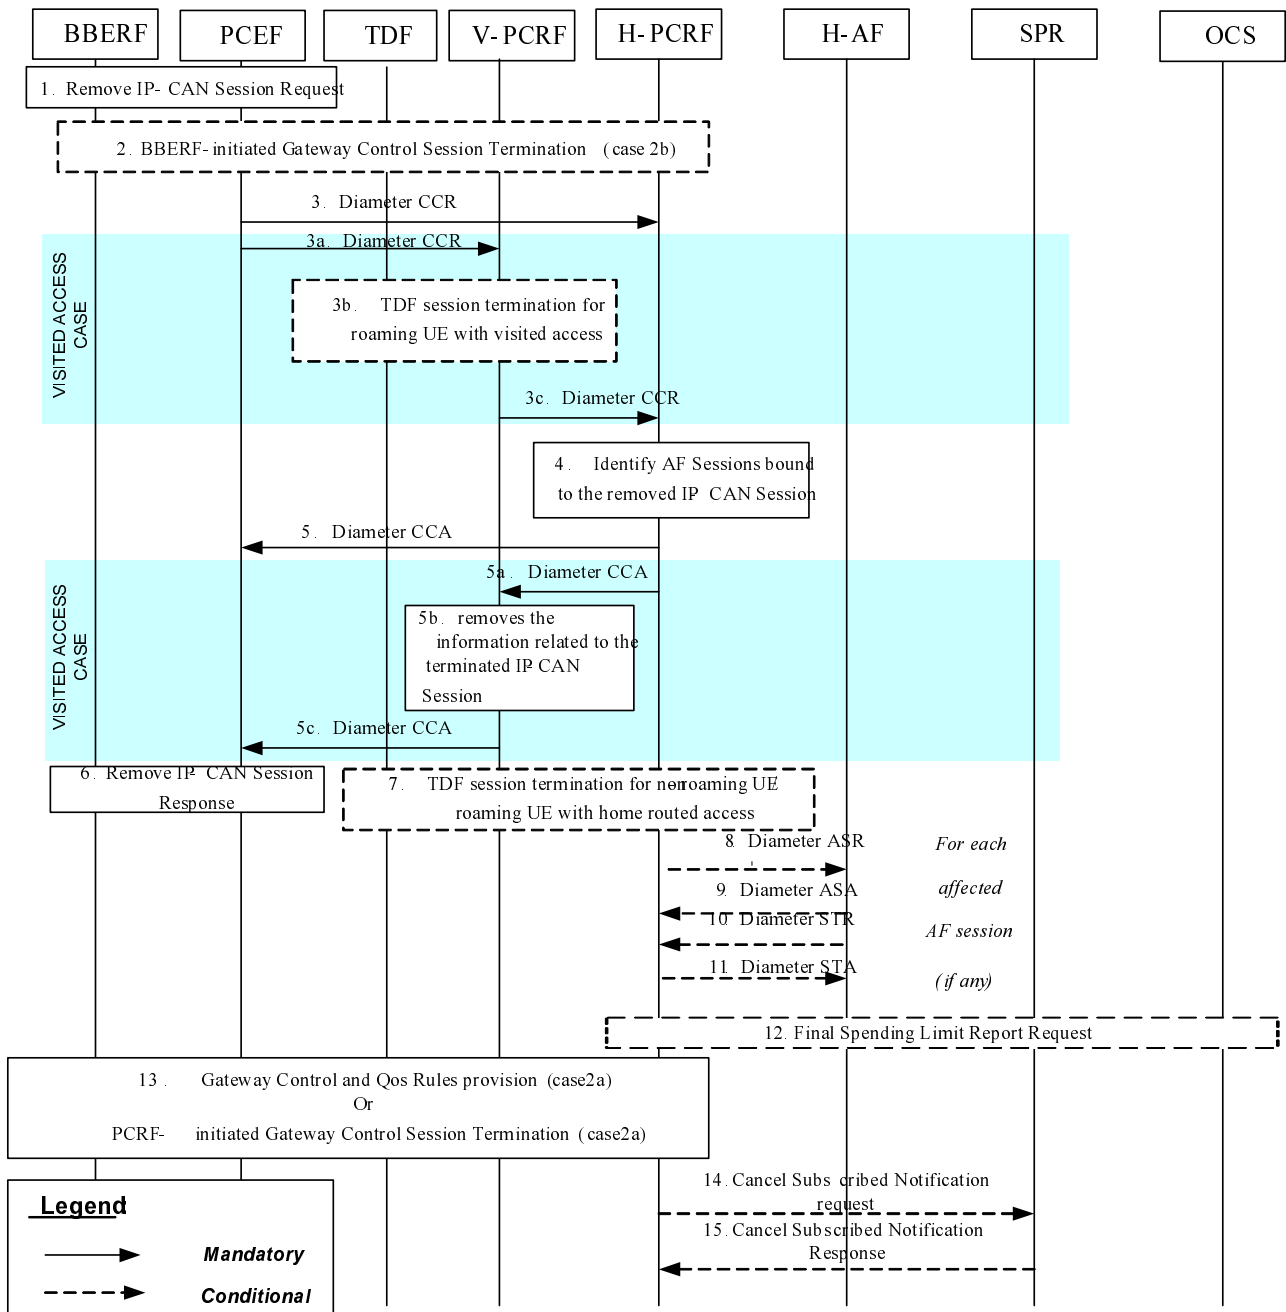 BBERF
PCEF
TDF
V- PCRF
H- PCRF
H- AF
SPR
OCS
1. Remove IP- CAN Session Request
2. BBERF- initiated Gateway Control Session Termination (case 2b)
3. Diameter CCR
3a. Diameter CCR
VISITED ACCESS
CASE
3b. TDF session termination for
roaming UE with visited access
3c. Diameter CCR
4. Identify AF Sessions bound
to the removed IP CAN Session
5. Diameter CCA
5a. Diameter CCA
VISITED ACCESS
CASE
5b. removes the
information related to the
terminated IP CAN
Session
5c. Diameter CCA
6. Remove IP CAN Session
Response
7. TDF session termination for non-roaming UE/
roaming UE with home routed access
8. Diameter ASR
9. Diameter ASA
10. Diameter STR
11. Diameter STA
For each
affected
AF session
(if any)
12. Final Spending Limit Report Request
13. Gateway Control and Qos Rules provision (case2a)
Or
PCRF- initiated Gateway Control Session Termination (case2a)
14. Cancel Subs cribed Notification
request
15. Cancel Subscribed Notification
Response
Legend:
Mandatory
Conditional